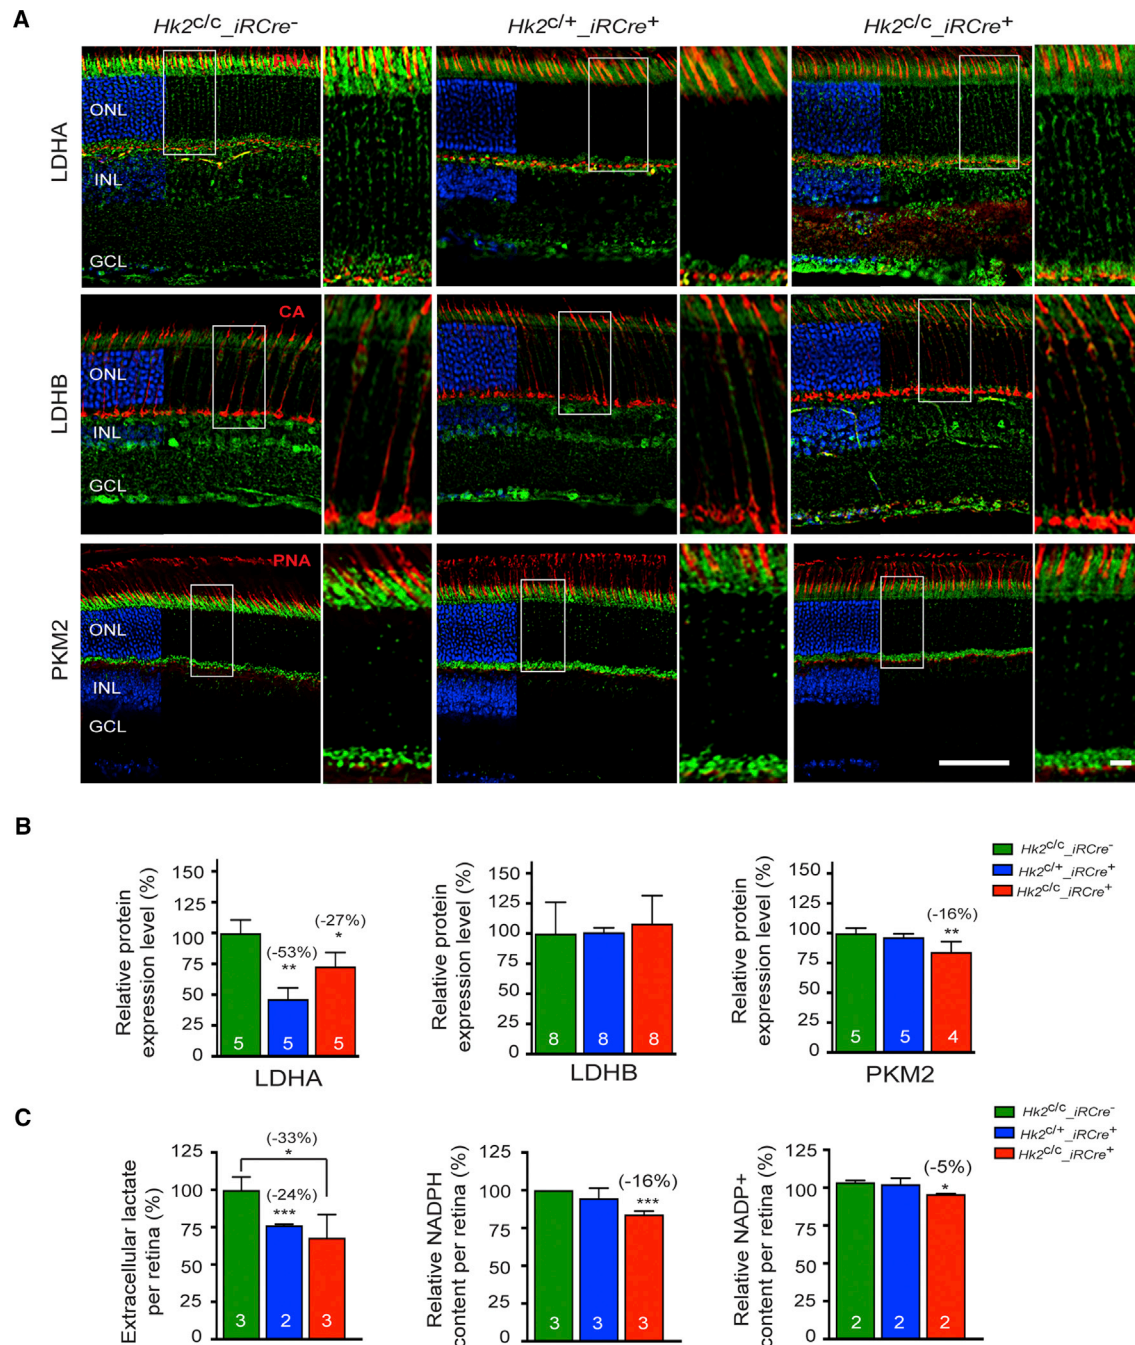 A
Hk2c/c_iRCre-
Hk2c/+_iRCre+
Hk2c/c_iRCre+
LDHA
PNA
ONL
INL
GCL
LDHB
CA
ONL
INL
GCL
PKM2
PNA
ONL
INL
GCL
B
Relative protein
expression level (%)
150
125
100
75
50
25
0
(-53%)
**
(-27%)
*
5
5
5
LDHA
Relative protein
expression level (%)
150
125
100
75
50
25
0
8
8
8
LDHB
Relative protein
expression level (%)
150
125
100
75
50
25
0
(-16%)
**
5
5
4
PKM2
Hk2c/c_iRCre-
Hk2c/+_iRCre+
Hk2c/c_iRCre+
C
Extracellular lactate
per retina (%)
125
100
75
50
25
0
(-33%)
*
(-24%)
***
3
2
3
Relative NADPH
content per retina (%)
125
100
75
50
25
0
(-16%)
***
3
3
3
Relative NADP+
content per retina (%)
125
100
75
50
25
0
(-5%)
*
2
2
2
Hk2c/c_iRCre-
Hk2c/+_iRCre+
Hk2c/c_iRCre+